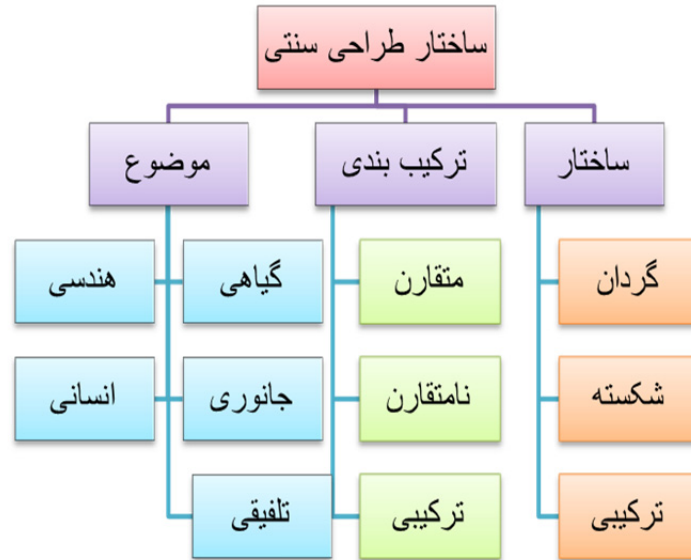 ساختار طراحی سنتی
ساختار
ترکیب بندی
موضوع
گردان
متقارن
گیاهی
هندسی
شکسته
نامتقارن
جانوری
انسانی
ترکیبی
ترکیبی
تلفیقی